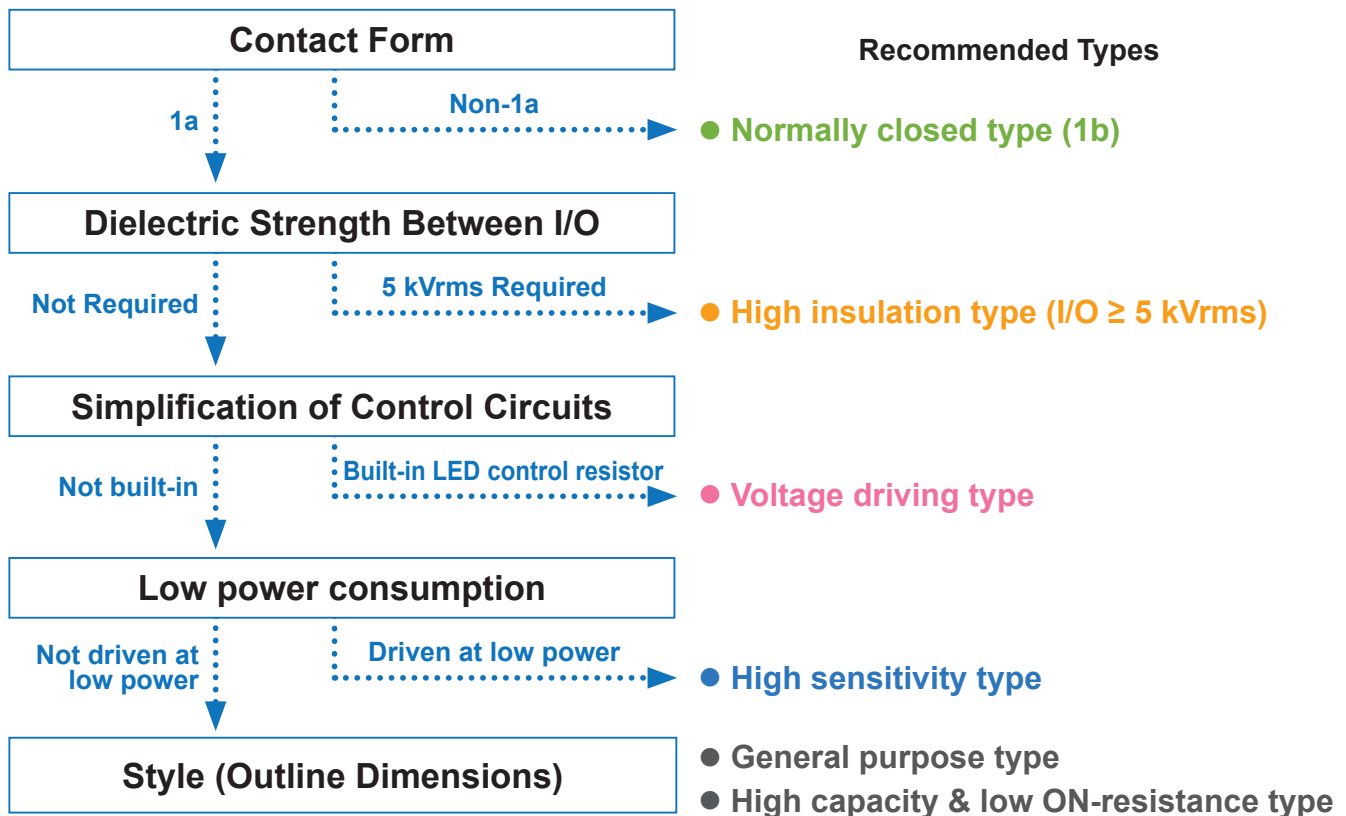 Contact Form
Recommended Types
1a
Non-1a
● Normally closed type (1b)
Dielectric Strength Between I/O
Not Required
5 kVrms Required
● High insulation type (I/O ≥ 5 kVrms)
Simplification of Control Circuits
Not built-in
Built-in LED control resistor
● Voltage driving type
Low power consumption
Not driven at
low power
Driven at low power
● High sensitivity type
Style (Outline Dimensions)
● General purpose type
● High capacity & low ON-resistance type